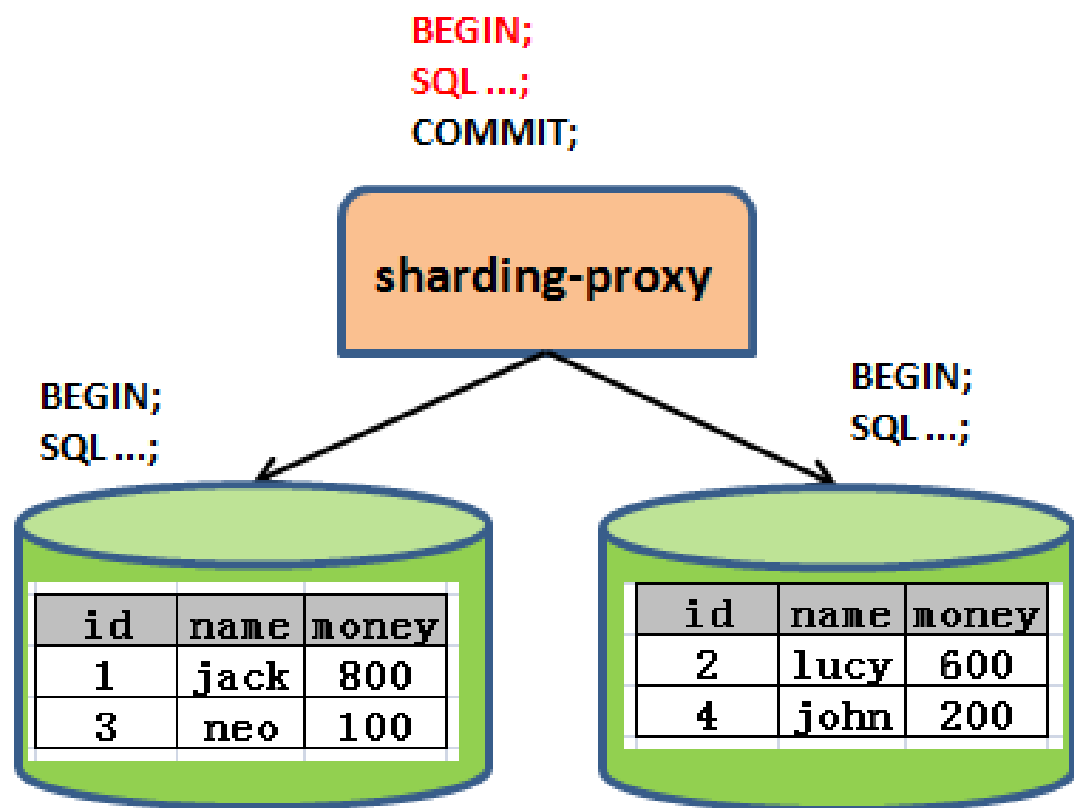 BEGIN;
SQL ...;
COMMIT;
sharding-proxy
BEGIN;
SQL ...;
BEGIN;
SQL ...;
id name money
1 jack 800
3 neo 100
id name money
2 lucy 600
4 john 200